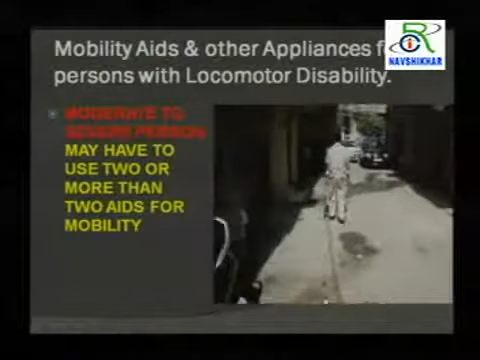 Mobility Aids & other Appliances f
persons with Locomotor Disability.
MODERATE TO
SEVERE PERSON
MAY HAVE TO
USE TWO OR
MORE THAN
TWO AIDS FOR
MOBILITY
R
i
NAVSHIKHAR